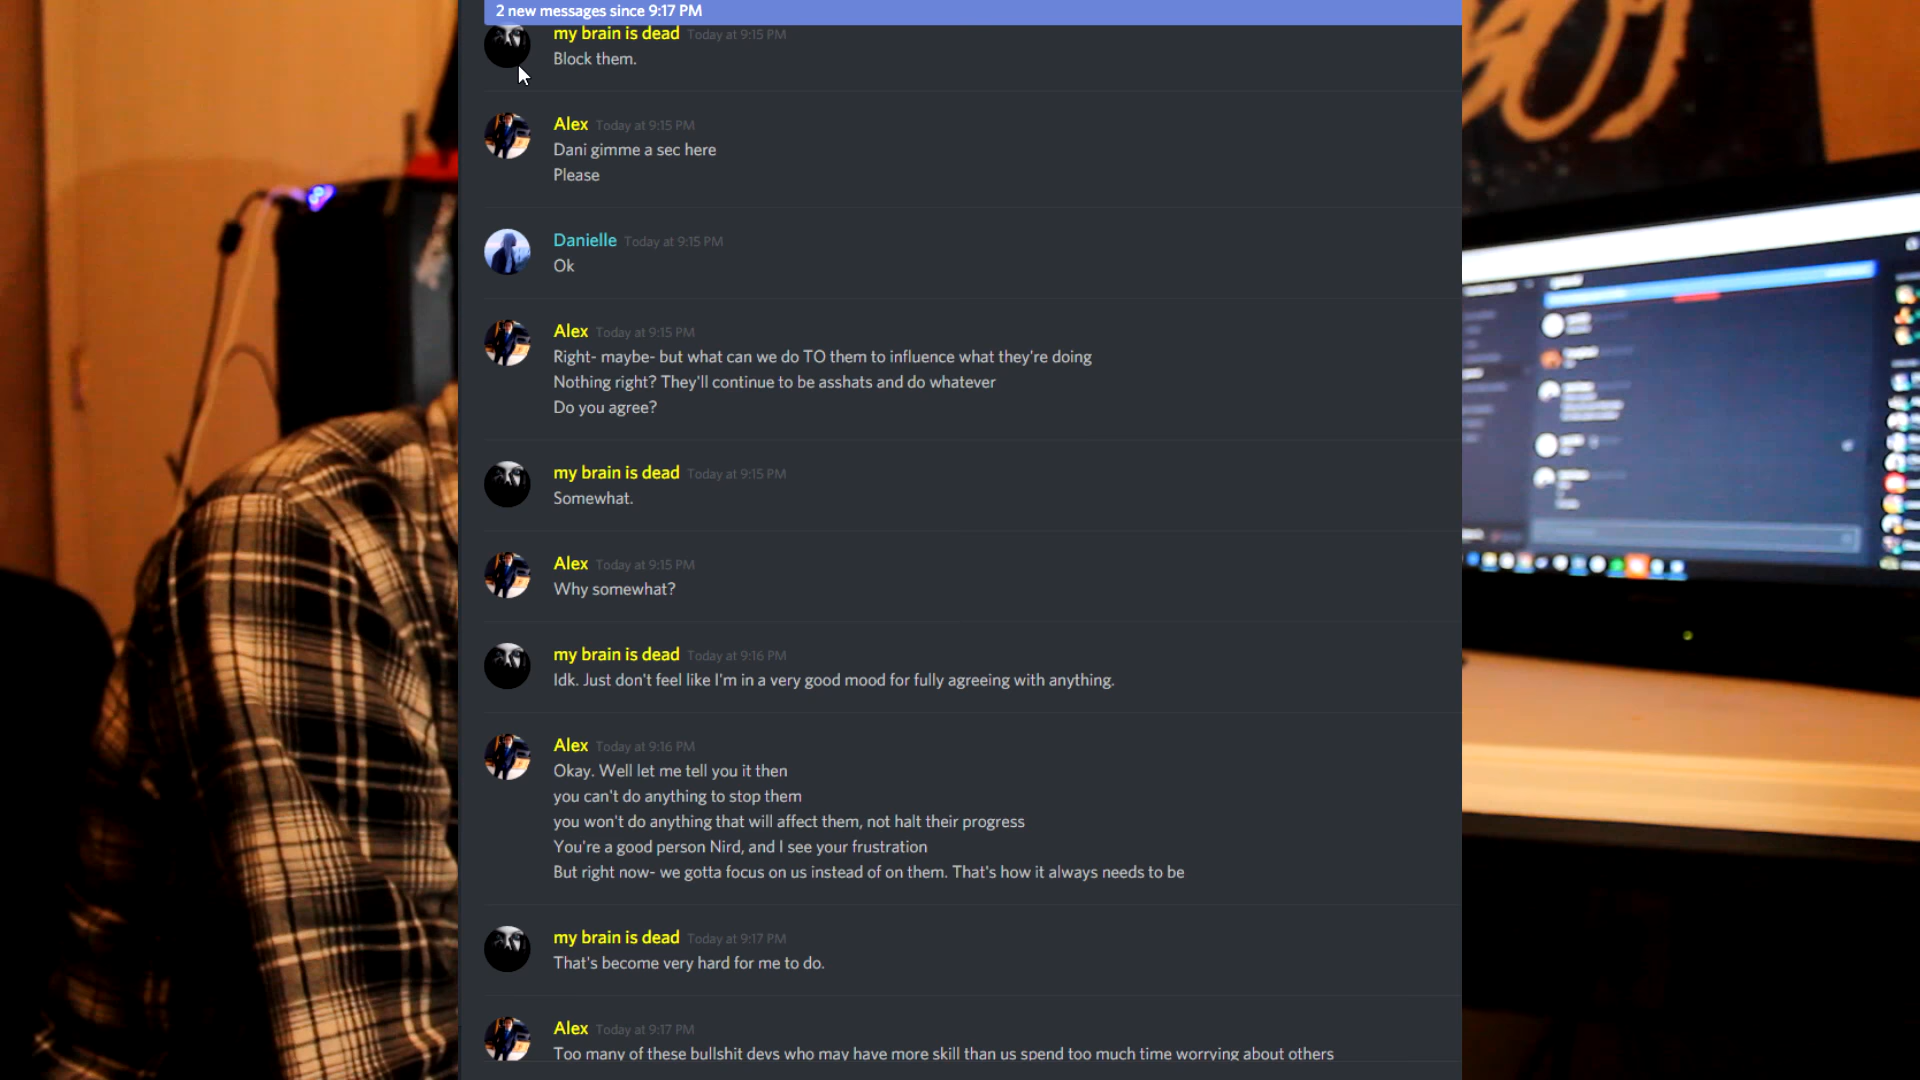 2 new messages since 9:17 PM
my brain is dead Today at 9:15 PM
Block them.
Alex Today at 9:15 PM
Dani gimme a sec here
Please
Danielle Today at 9:15 PM
Ok
Alex Today at 9:15 PM
Right- maybe- but what can we do TO them to influence what they're doing
Nothing right? They'll continue to be asshats and do whatever
Do you agree?
my brain is dead Today at 9:15 PM
Somewhat.
Alex Today at 9:15 PM
Why somewhat?
my brain is dead Today at 9:16 PM
Idk. Just don't feel like I'm in a very good mood for fully agreeing with anything.
Alex Today at 9:16 PM
Okay. Well let me tell you it then
you can't do anything to stop them
you won't do anything that will affect them, not halt their progress
You're a good person Nird, and I see your frustration
But right now- we gotta focus on us instead of on them. That's how it always needs to be
my brain is dead Today at 9:17 PM
That's become very hard for me to do.
Alex Today at 9:17 PM
Too many of these bullshit devs who may have more skill than us spend too much time worrying about others